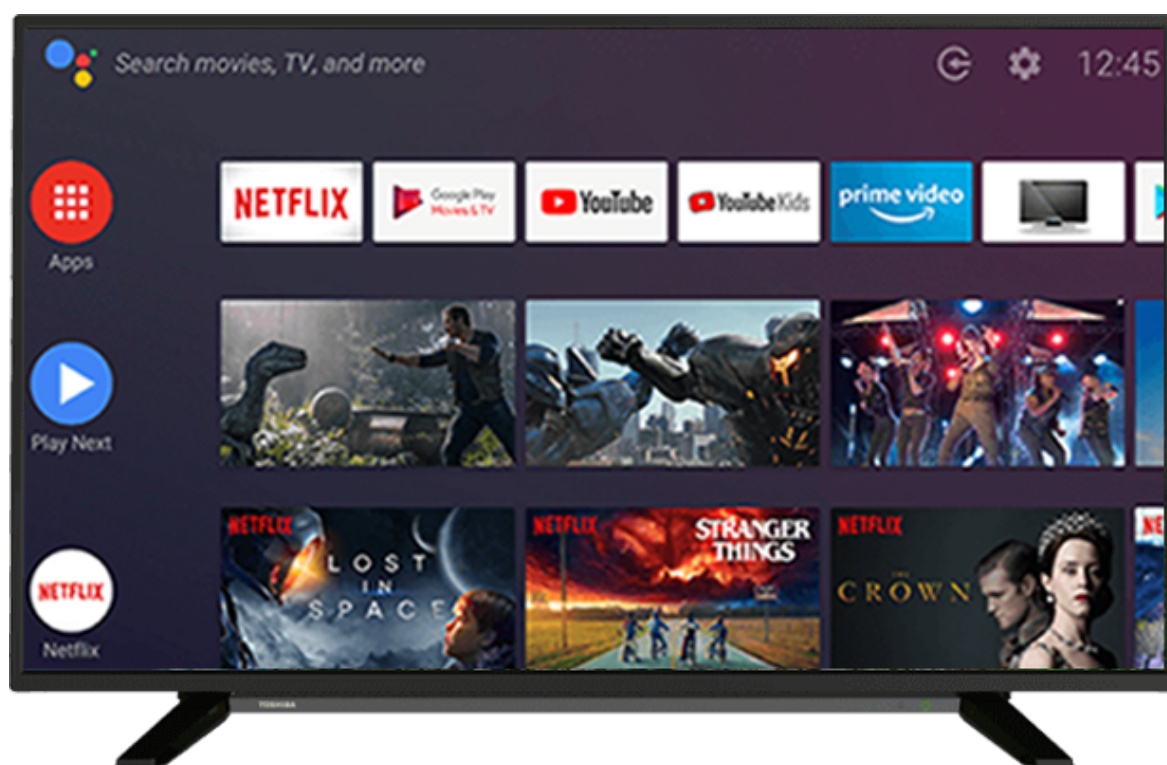 Search movies, TV, and more
12:45
NETFLIX
Google Play
Movies & TV
YouTube
YouTube Kids
prime video
Apps
Play Next
NETFLIX
LOST
IN
SPACE
NETFLIX
STRANGER
THINGS
NETFLIX
THE
CROWN
NE
NETFLIX
Netflix
TOSHIBA